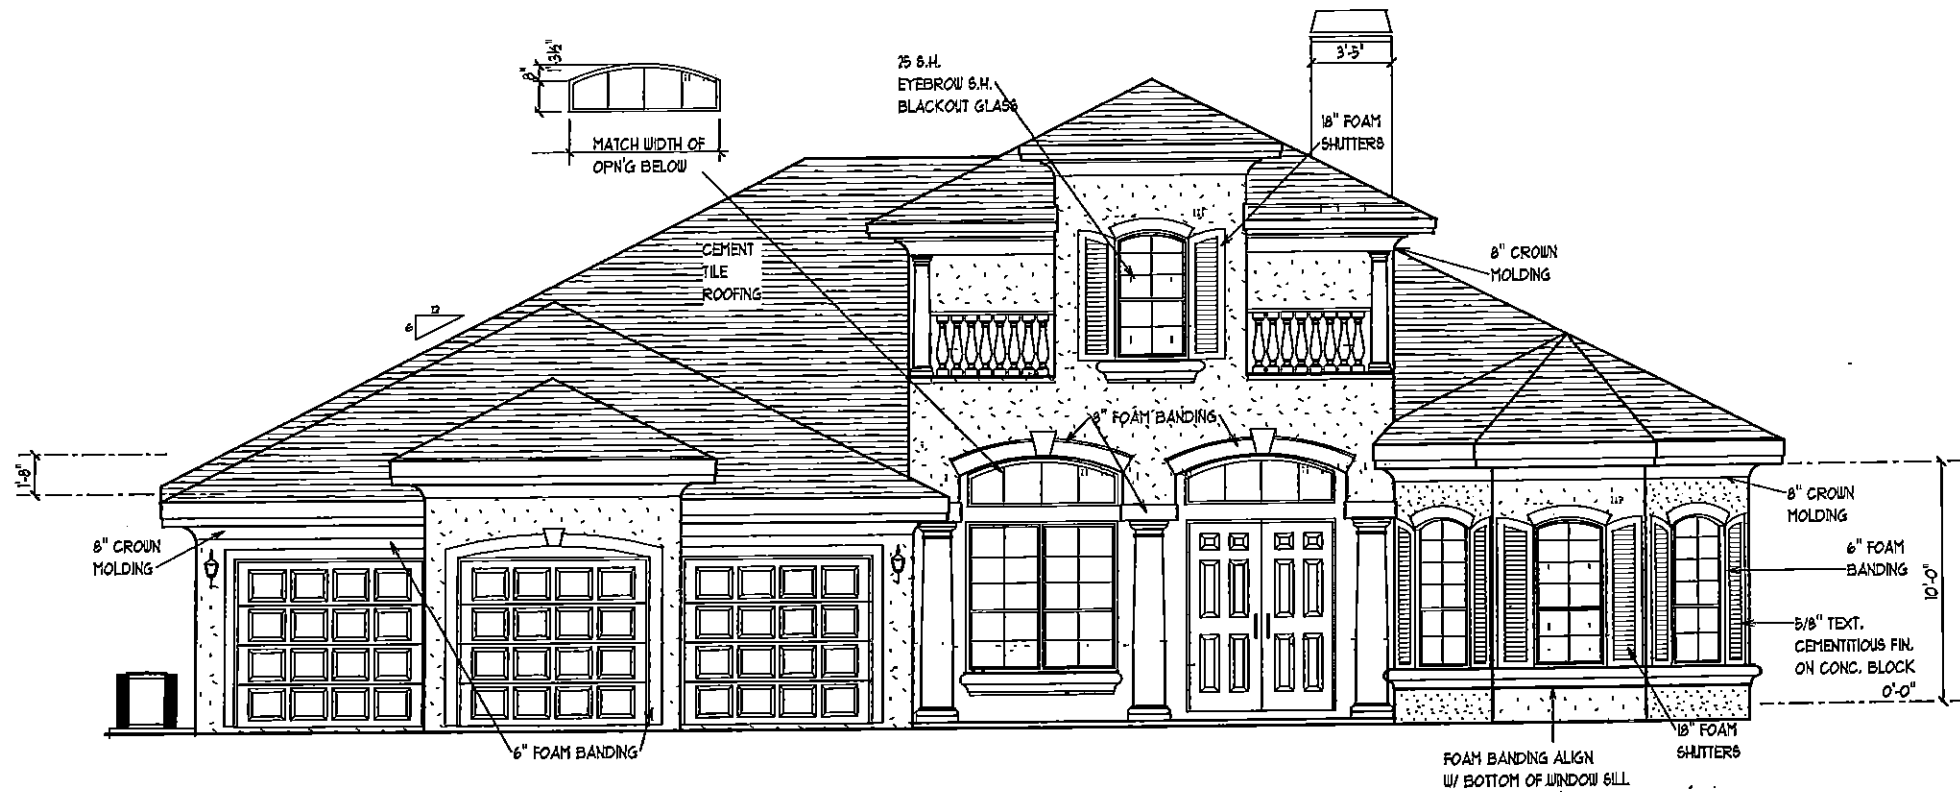 8"
1'3½"
MATCH WIDTH OF
OPN'G BELOW
25 S.H.
EYEBROW S.H.
BLACKOUT GLASS
3'-5"
18" FOAM
SHUTTERS
CEMENT
TILE
ROOFING
12
6
8" CROWN
MOLDING
8" FOAM BANDING
1'-8"
8" CROWN
MOLDING
8" CROWN
MOLDING
6" FOAM
BANDING
10'-0"
5/8" TEXT.
CEMENTITIOUS FIN.
ON CONC. BLOCK
0'-0"
6" FOAM BANDING
18" FOAM
SHUTTERS
FOAM BANDING ALIGN
W/ BOTTOM OF WINDOW SILL